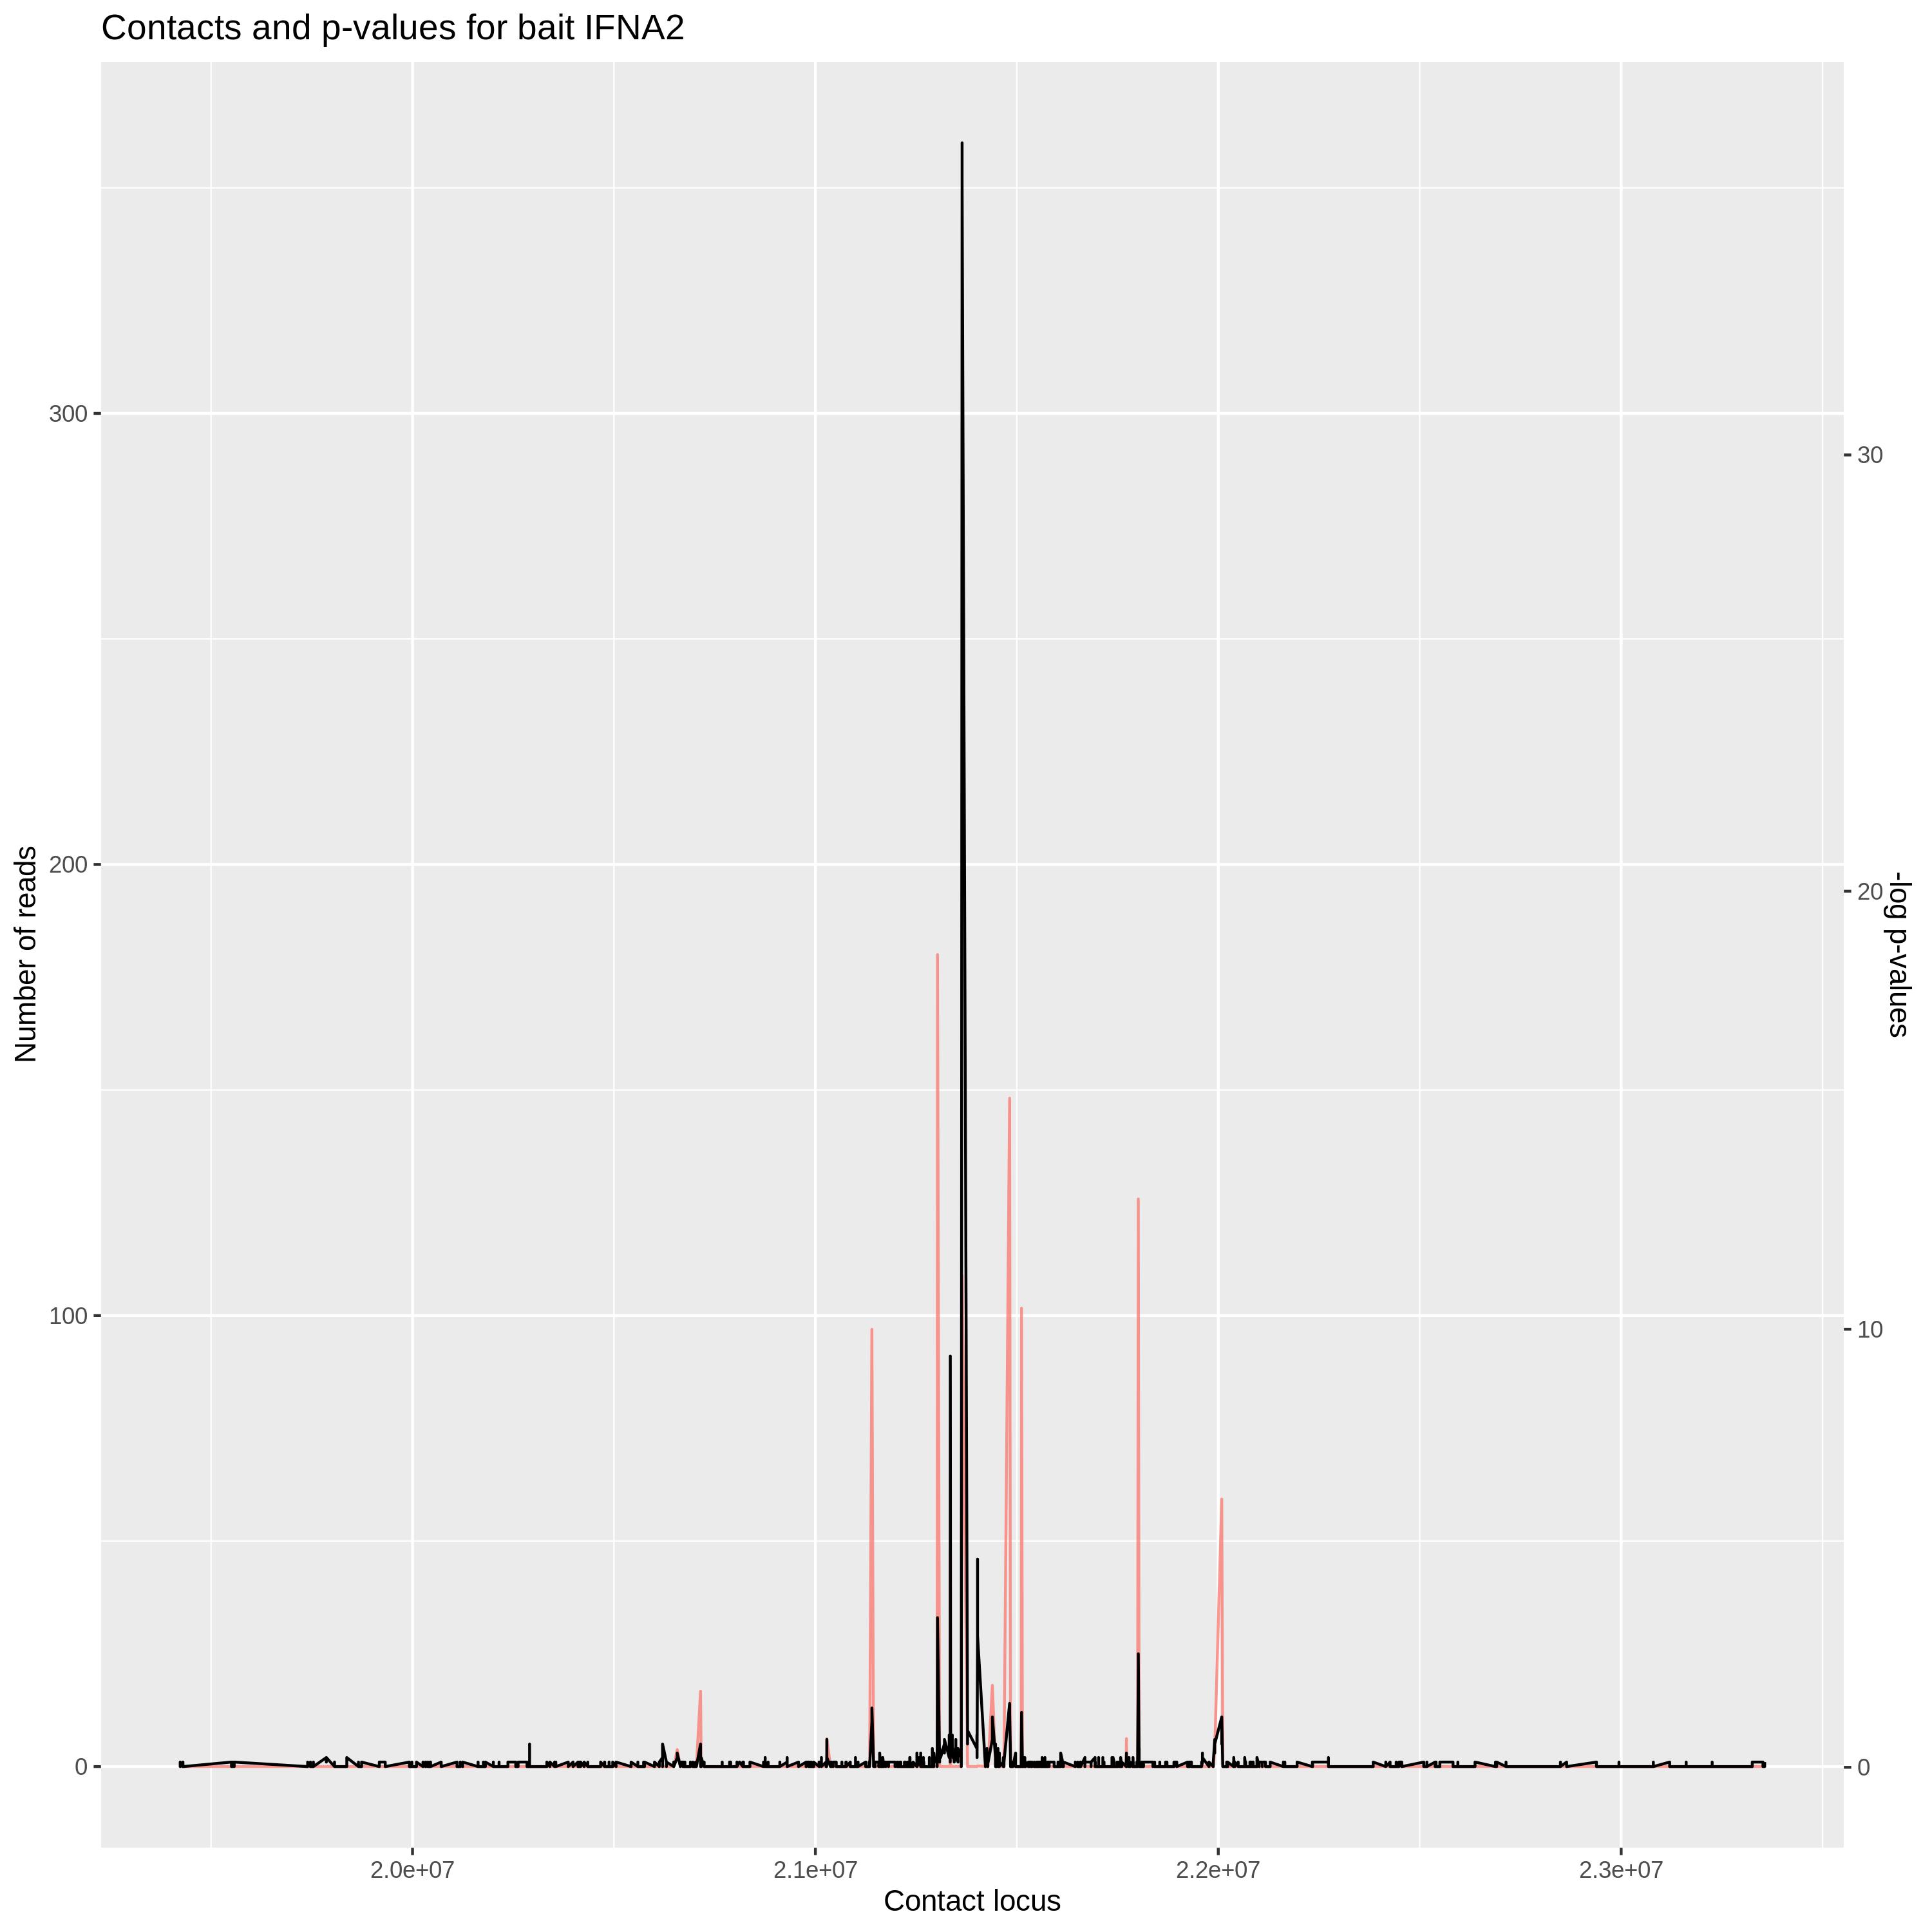 Contacts and p-values for bait IFNA2
Number of reads
300
200
100
0
30
20
10
0
-log p-values
2.0e+07 2.1e+07 2.2e+07 2.3e+07
Contact locus